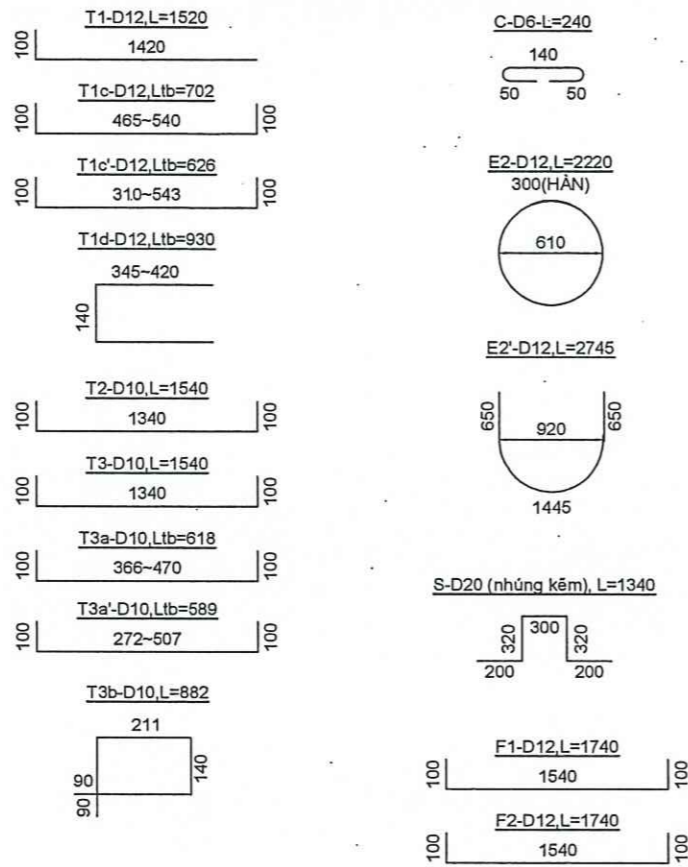 T1-D12,L=1520
100
1420
T1c-D12,Ltb=702
100
465~540
100
T1c'-D12,Ltb=626
100
310~543
100
T1d-D12,Ltb=930
345~420
140
T2-D10,L=1540
100
1340
100
T3-D10,L=1540
100
1340
100
T3a-D10,Ltb=618
100
366~470
100
T3a'-D10,Ltb=589
100
272~507
100
T3b-D10,L=882
211
140
90
90
C-D6-L=240
140
50
50
E2-D12,L=2220
300(HÀN)
610
E2'-D12,L=2745
650
920
650
1445
S-D20 (nhúng kẽm), L=1340
320
300
320
200
200
F1-D12,L=1740
100
1540
100
F2-D12,L=1740
100
1540
100